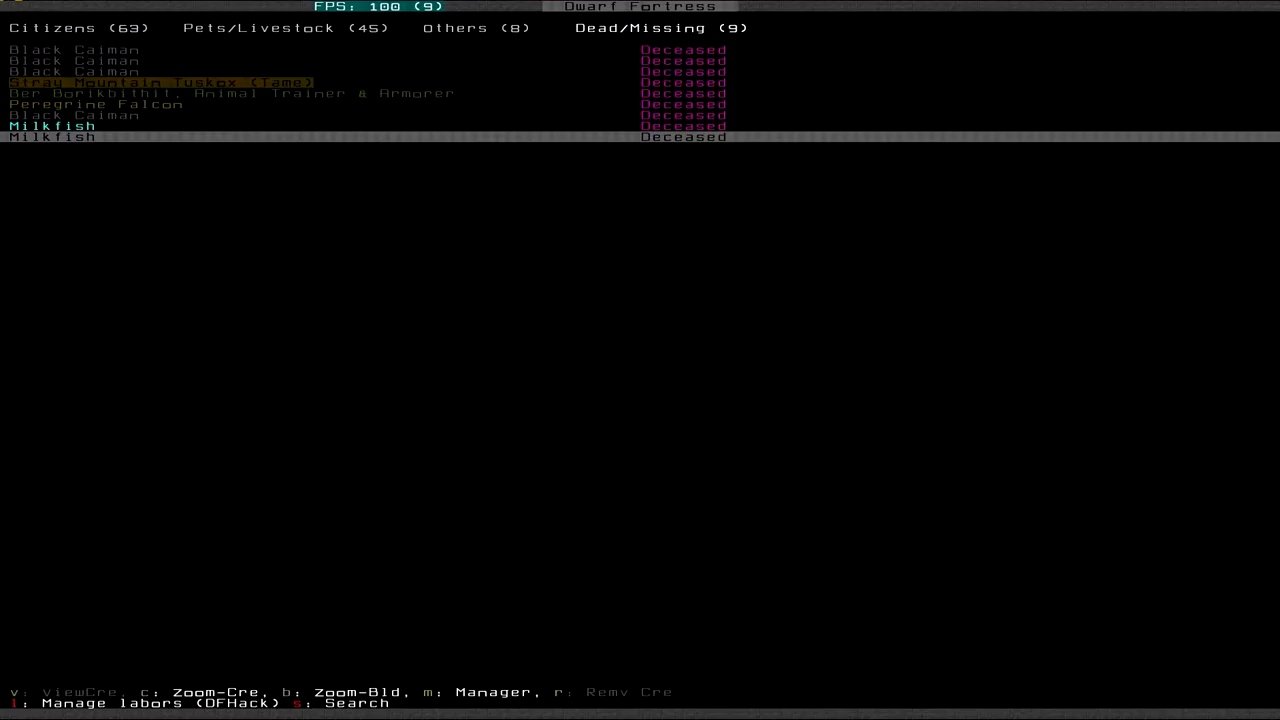 FPS: 100 (9) Dwarf Fortress
Citizens (63) Pets/Livestock (45) Others (8) Dead/Missing (9)
Black Caiman Deceased
Black Caiman Deceased
Black Caiman Deceased
Stray Mountain Tuskox (Tame) Deceased
Der Borikbithit, Animal Trainer & Armorer Deceased
Peregrine Falcon Deceased
Black Caiman Deceased
Milkfish Deceased
Milkfish Deceased
v: ViewCre, c: Zoom-Cre, b: Zoom-Bld, m: Manager, r: Remv Cre
l: Manage labors (DFHack) s: Search